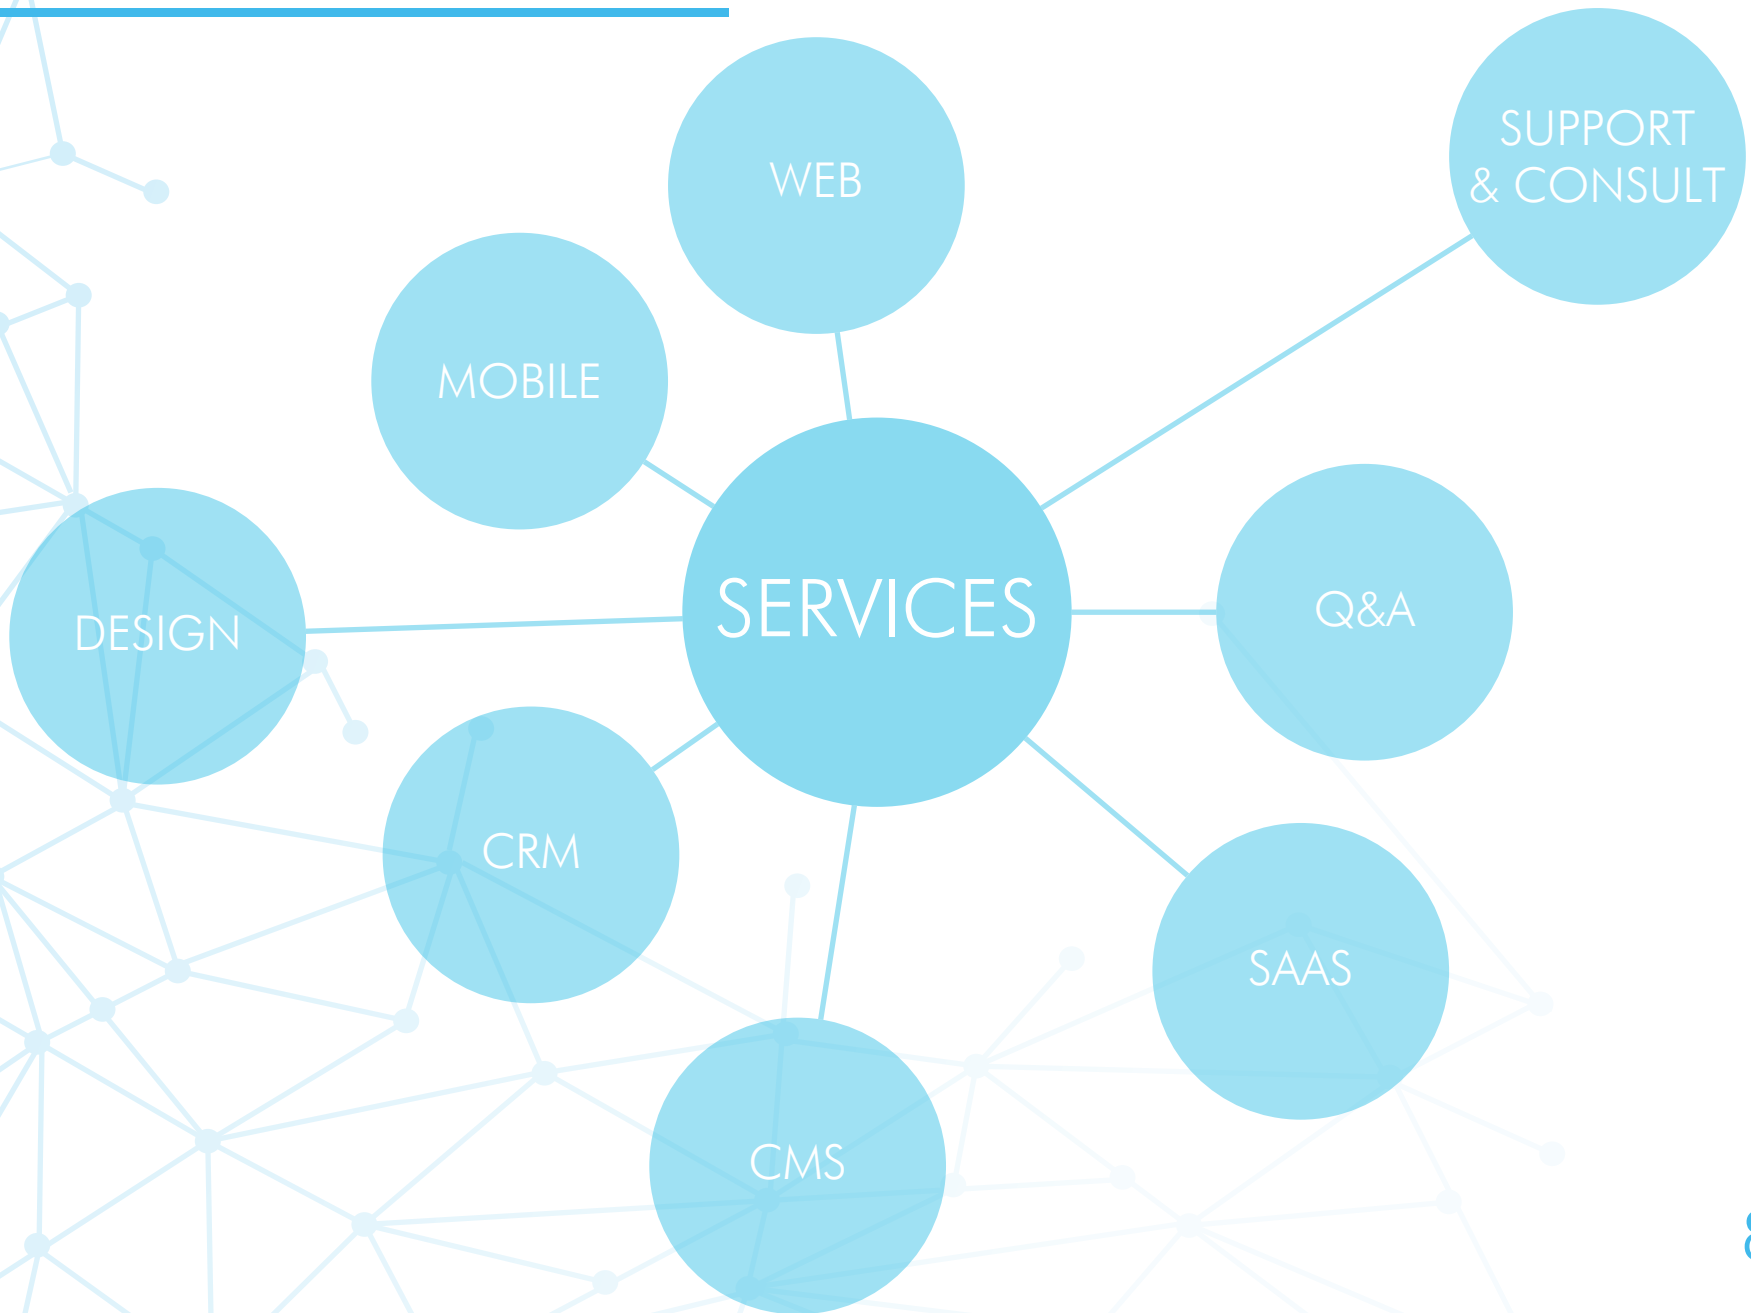 SUPPORT
& CONSULT
WEB
MOBILE
SERVICES
Q&A
DESIGN
CRM
SAAS
CMS